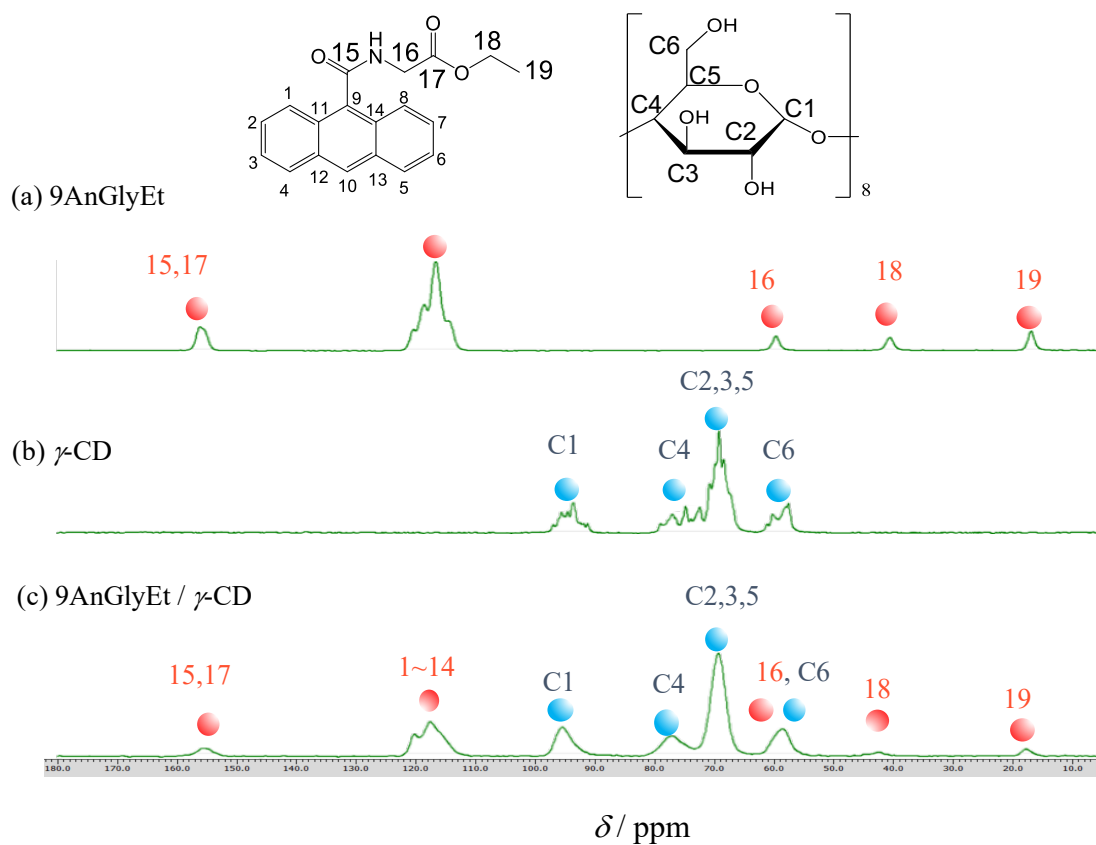 O
15
H
N
16
O
17
O
18
19
1
2
3
4
11
9
14
8
7
6
5
12
10
13
C6
OH
C5
O
C4
OH
C1
C2
O
C3
OH
8
(a) 9AnGlyEt
15,17
16
18
19
(b) γ-CD
C1
C4
C2,3,5
C6
(c) 9AnGlyEt / γ-CD
15,17
1~14
C1
C4
C2,3,5
16, C6
18
19
180.0 170.0 160.0 150.0 140.0 130.0 120.0 110.0 100.0 90.0 80.0 70.0 60.0 50.0 40.0 30.0 20.0 10.0
δ / ppm